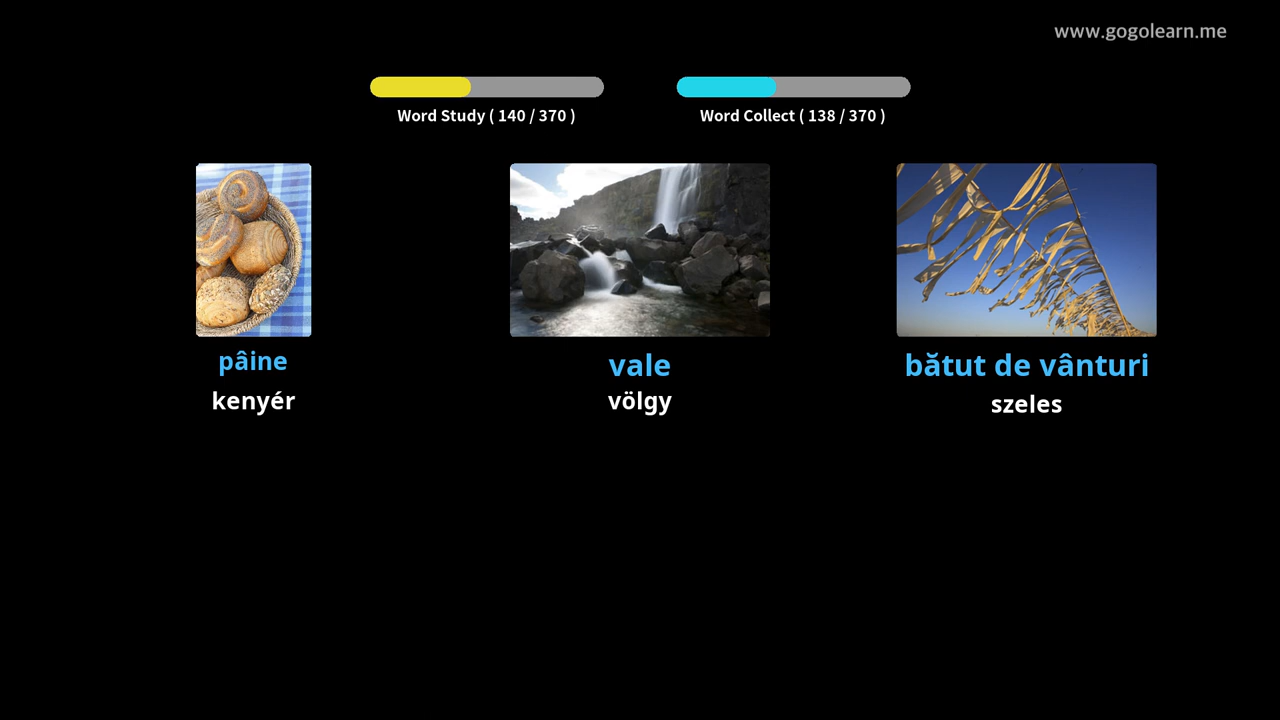 www.gogolearn.me
Word Study ( 140 / 370 )
Word Collect ( 138 / 370 )
pâine
kenyér
vale
völgy
bătut de vânturi
szeles